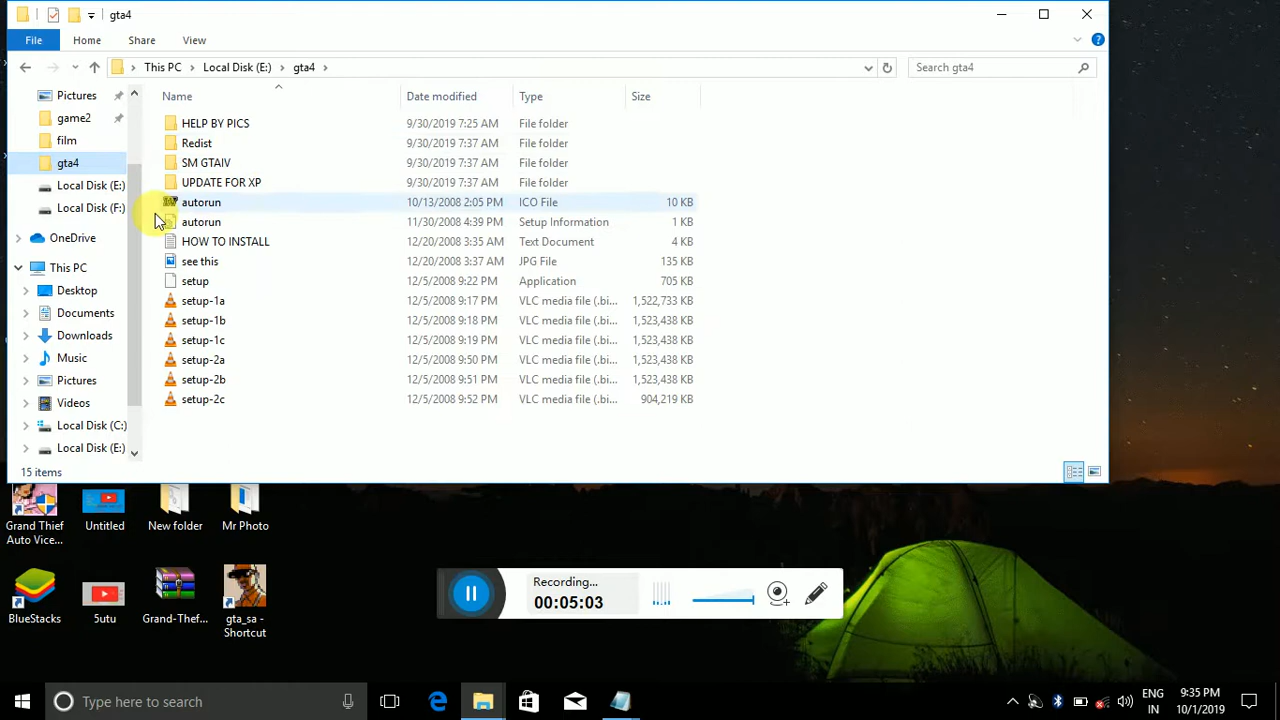 gta4
File Home Share View
This PC Local Disk (E:) gta4 Search gta4
Name Date modified Type Size
Pictures
game2
film
gta4
Local Disk (E:)
Local Disk (F:)
OneDrive
This PC
Desktop
Documents
Downloads
Music
Pictures
Videos
Local Disk (C:)
Local Disk (E:)
HELP BY PICS 9/30/2019 7:25 AM File folder
Redist 9/30/2019 7:37 AM File folder
SM GTAIV 9/30/2019 7:37 AM File folder
UPDATE FOR XP 9/30/2019 7:37 AM File folder
autorun 10/13/2008 2:05 PM ICO File 10 KB
autorun 11/30/2008 4:39 PM Setup Information 1 KB
HOW TO INSTALL 12/20/2008 3:35 AM Text Document 4 KB
see this 12/20/2008 3:37 AM JPG File 135 KB
setup 12/5/2008 9:22 PM Application 705 KB
setup-1a 12/5/2008 9:17 PM VLC media file (.bi... 1,522,733 KB
setup-1b 12/5/2008 9:18 PM VLC media file (.bi... 1,523,438 KB
setup-1c 12/5/2008 9:19 PM VLC media file (.bi... 1,523,438 KB
setup-2a 12/5/2008 9:50 PM VLC media file (.bi... 1,523,438 KB
setup-2b 12/5/2008 9:51 PM VLC media file (.bi... 1,523,438 KB
setup-2c 12/5/2008 9:52 PM VLC media file (.bi... 904,219 KB
15 items
Grand Thief
Auto Vice...
Untitled
New folder
Mr Photo
BlueStacks
5utu
Grand-Thef...
gta_sa -
Shortcut
Recording...
00:05:03
Type here to search
ENG
IN
9:35 PM
10/1/2019